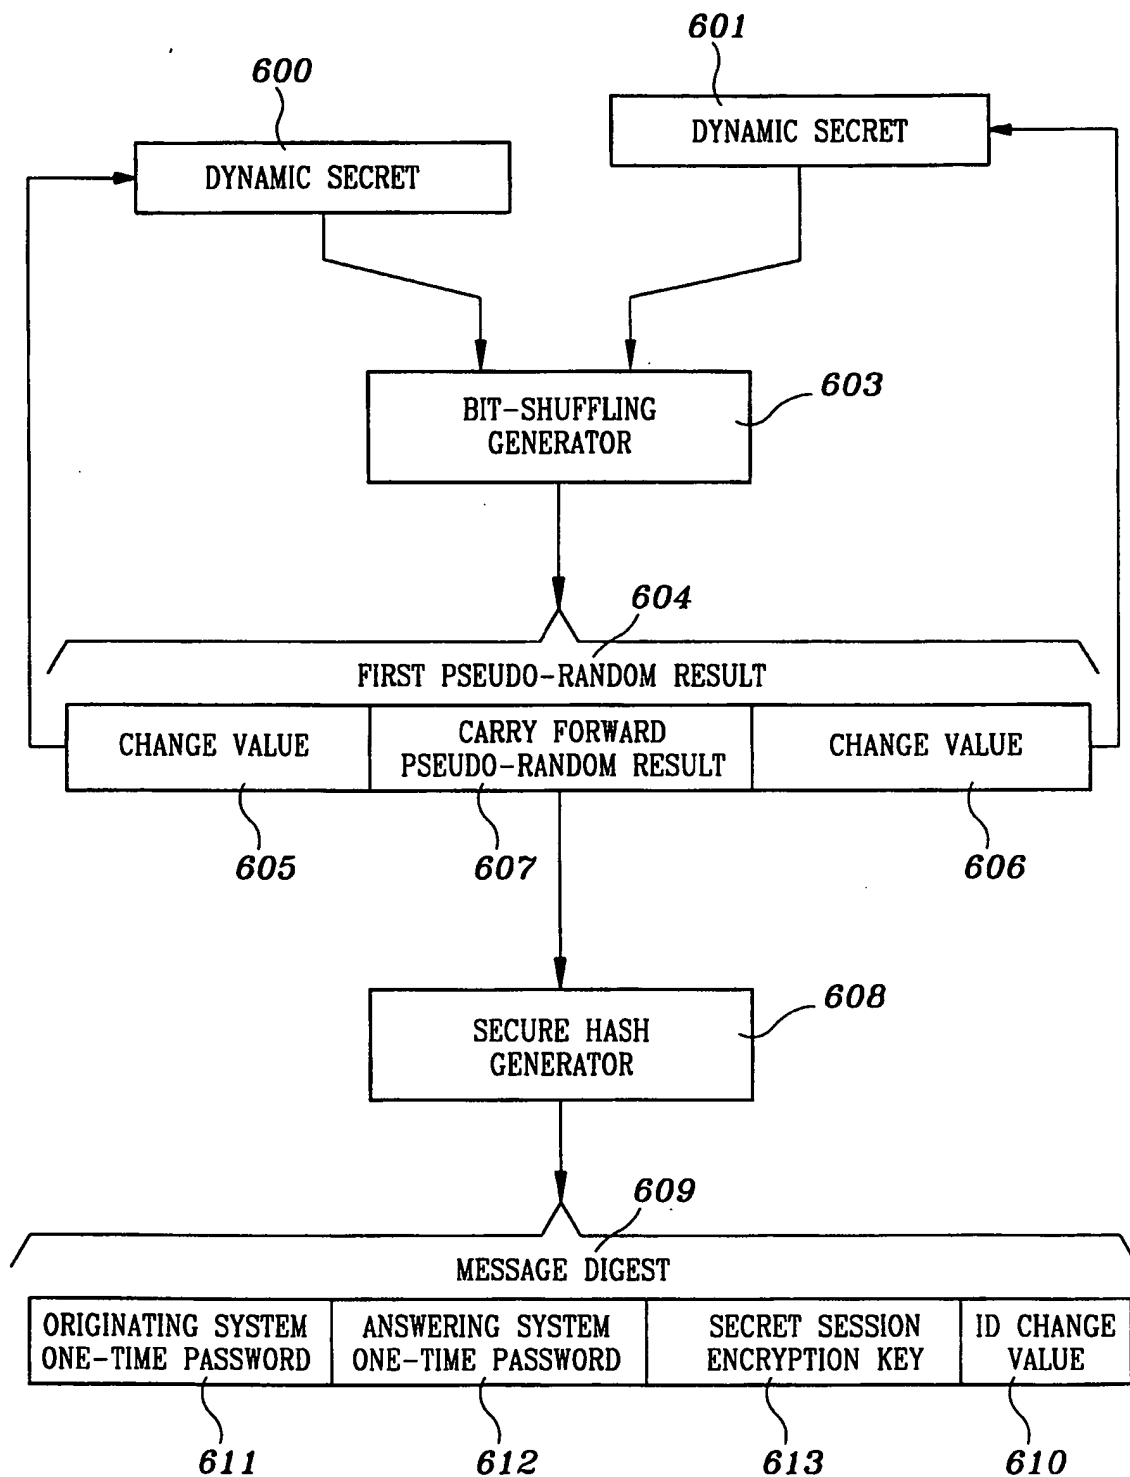 601
600
DYNAMIC SECRET
DYNAMIC SECRET
603
BIT-SHUFFLING
GENERATOR
604
FIRST PSEUDO-RANDOM RESULT
CHANGE VALUE
CARRY FORWARD
PSEUDO-RANDOM RESULT
CHANGE VALUE
605
607
606
608
SECURE HASH
GENERATOR
609
MESSAGE DIGEST
ORIGINATING SYSTEM
ONE-TIME PASSWORD
ANSWERING SYSTEM
ONE-TIME PASSWORD
SECRET SESSION
ENCRYPTION KEY
ID CHANGE
VALUE
611
612
613
610